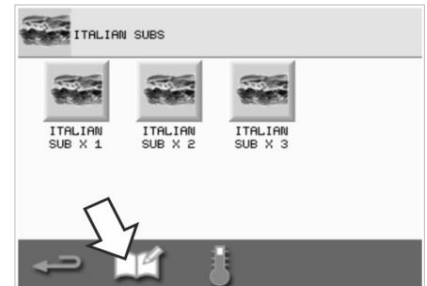 ITALIAN SUBS
ITALIAN
SUB X 1
ITALIAN
SUB X 2
ITALIAN
SUB X 3